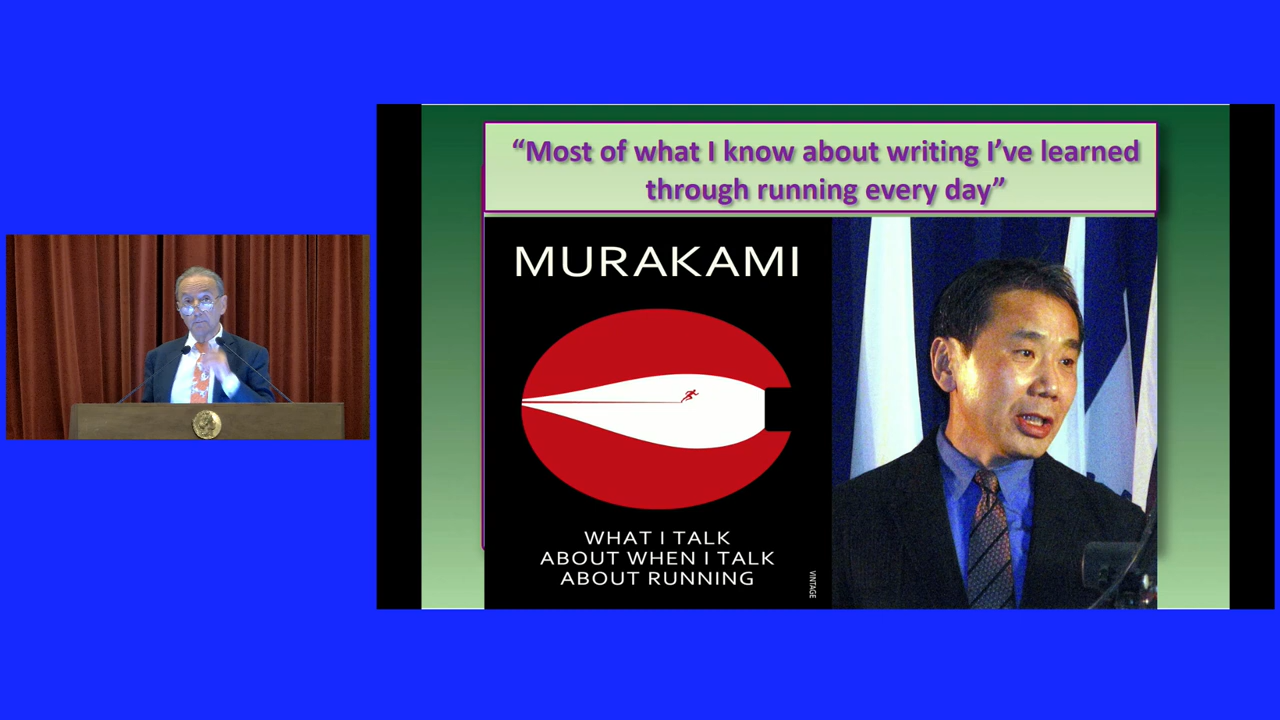 “Most of what I know about writing I’ve learned
through running every day”
MURAKAMI
WHAT I TALK
ABOUT WHEN I TALK
ABOUT RUNNING
VINTAGE